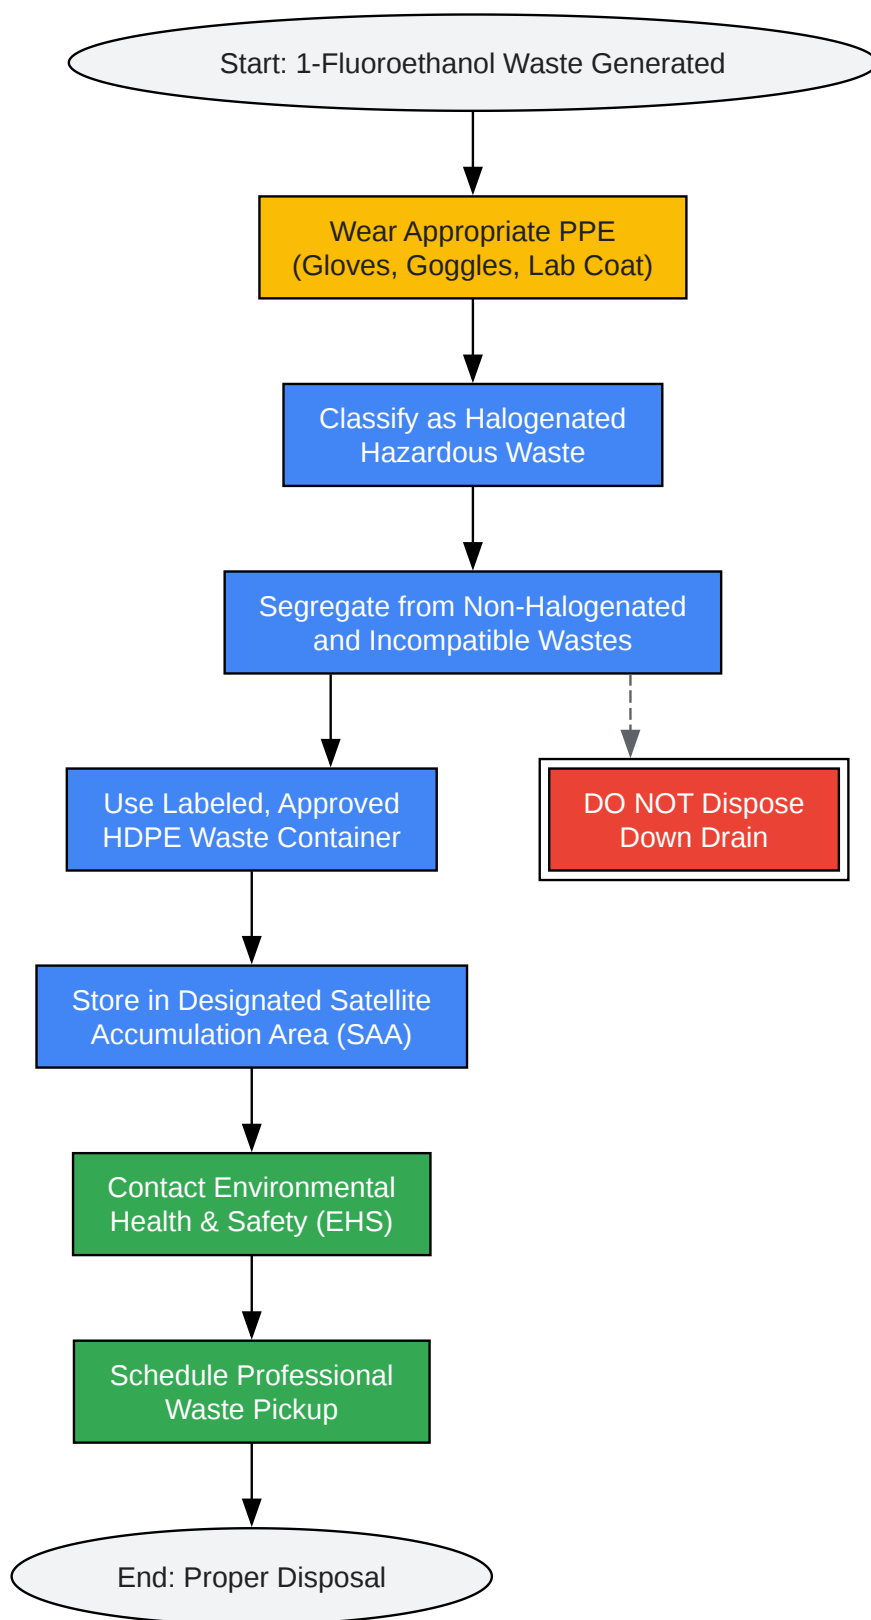 Start: 1-Fluoroethanol Waste Generated
Wear Appropriate PPE
(Gloves, Goggles, Lab Coat)
Classify as Halogenated
Hazardous Waste
Segregate from Non-Halogenated
and Incompatible Wastes
Use Labeled, Approved
HDPE Waste Container
DO NOT Dispose
Down Drain
Store in Designated Satellite
Accumulation Area (SAA)
Contact Environmental
Health & Safety (EHS)
Schedule Professional
Waste Pickup
End: Proper Disposal